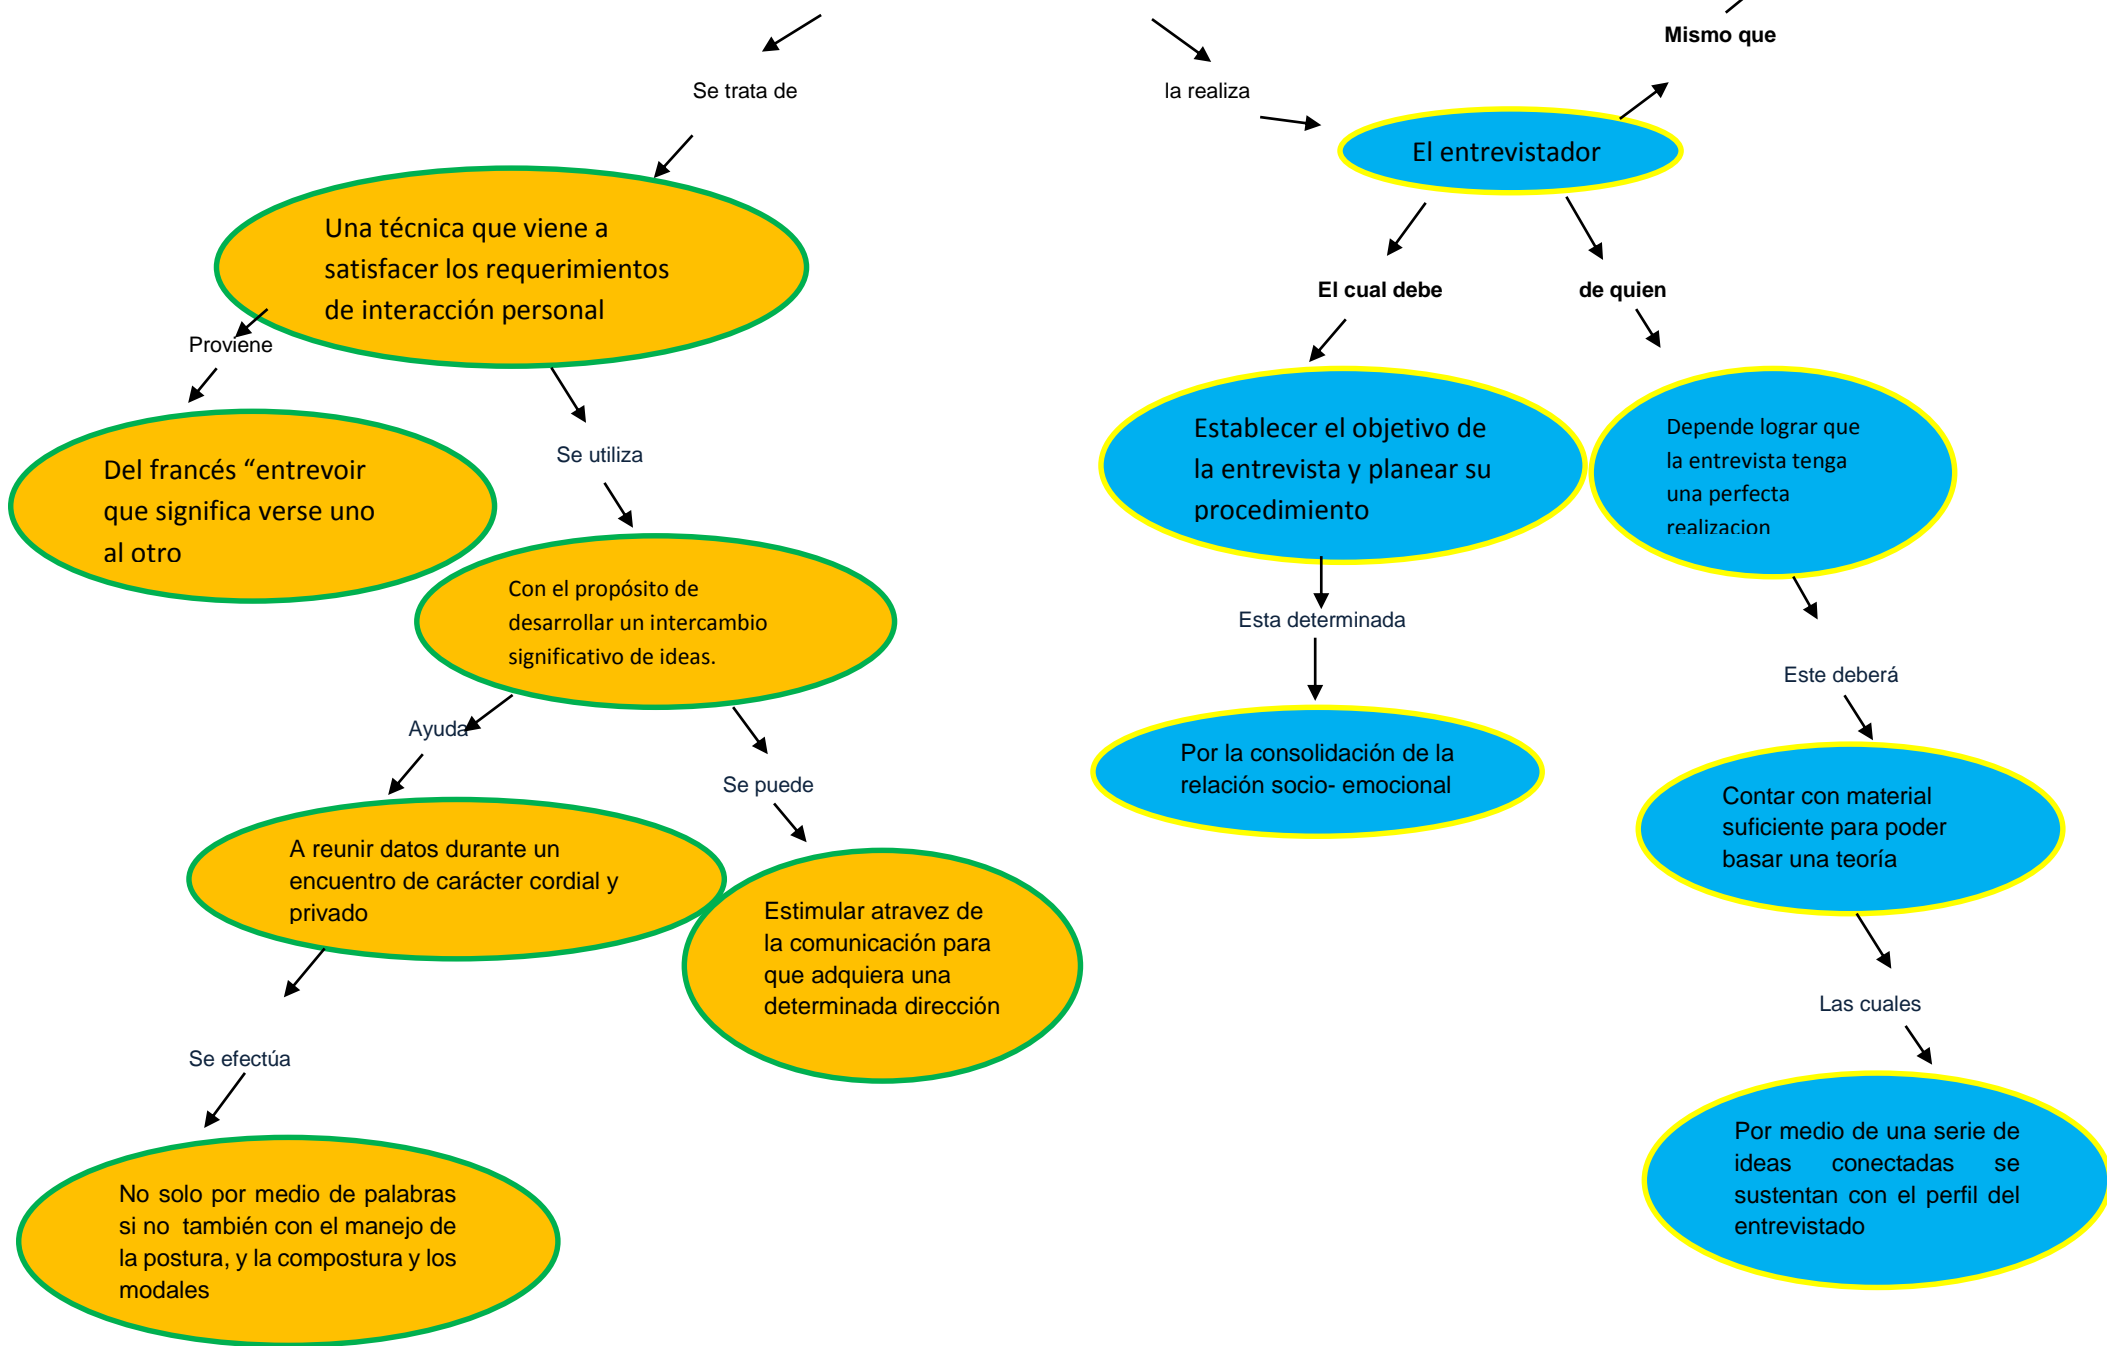 Mismo que
Se trata de
la realiza
El entrevistador
Una técnica que viene a
satisfacer los requerimientos
de interacción personal
El cual debe
de quien
Proviene
Establecer el objetivo de
la entrevista y planear su
procedimiento
Depende lograr que
la entrevista tenga
una perfecta
realizacion
Se utiliza
Del francés “entrevoir
que significa verse uno
al otro
Con el propósito de
desarrollar un intercambio
significativo de ideas.
Esta determinada
Este deberá
Ayuda
Se puede
Por la consolidación de la
relación socio- emocional
Contar con material
suficiente para poder
basar una teoría
A reunir datos durante un
encuentro de carácter cordial y
privado
Estimular atravez de
la comunicación para
que adquiera una
determinada dirección
Las cuales
Se efectúa
Por medio de una serie de
ideas conectadas se
sustentan con el perfil del
entrevistado
No solo por medio de palabras
si no  también con el manejo de
la postura, y la compostura y los
modales